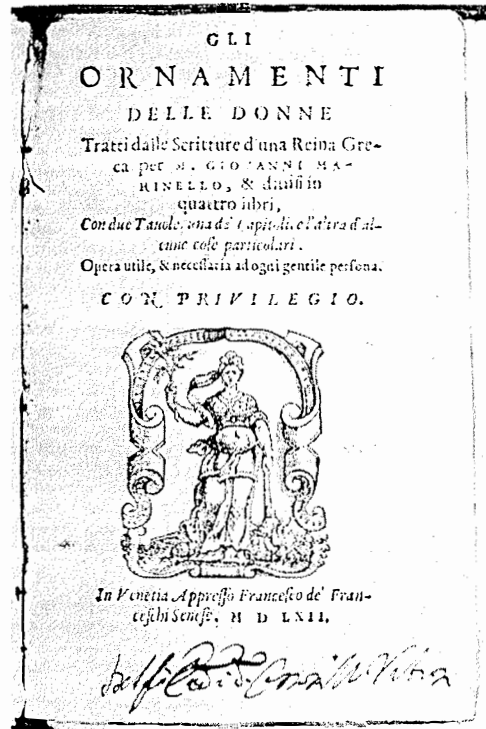 GLI
ORNAMENTI
DELLE DONNE
Tratti dalle Scritture d'una Reina Gre-
ca per M. GIOVANNI MA-
RINELLO, & diuisi in
quattro libri,
Con due Tauole, una de' Capitoli, e l'altra d'al-
cune cose particolari.
Opera utile, & necessaria ad ogni gentile persona.
CON PRIVILEGIO.
In Venetia Appresso Francesco de' Fran-
ceschi Senese. M D LXII.